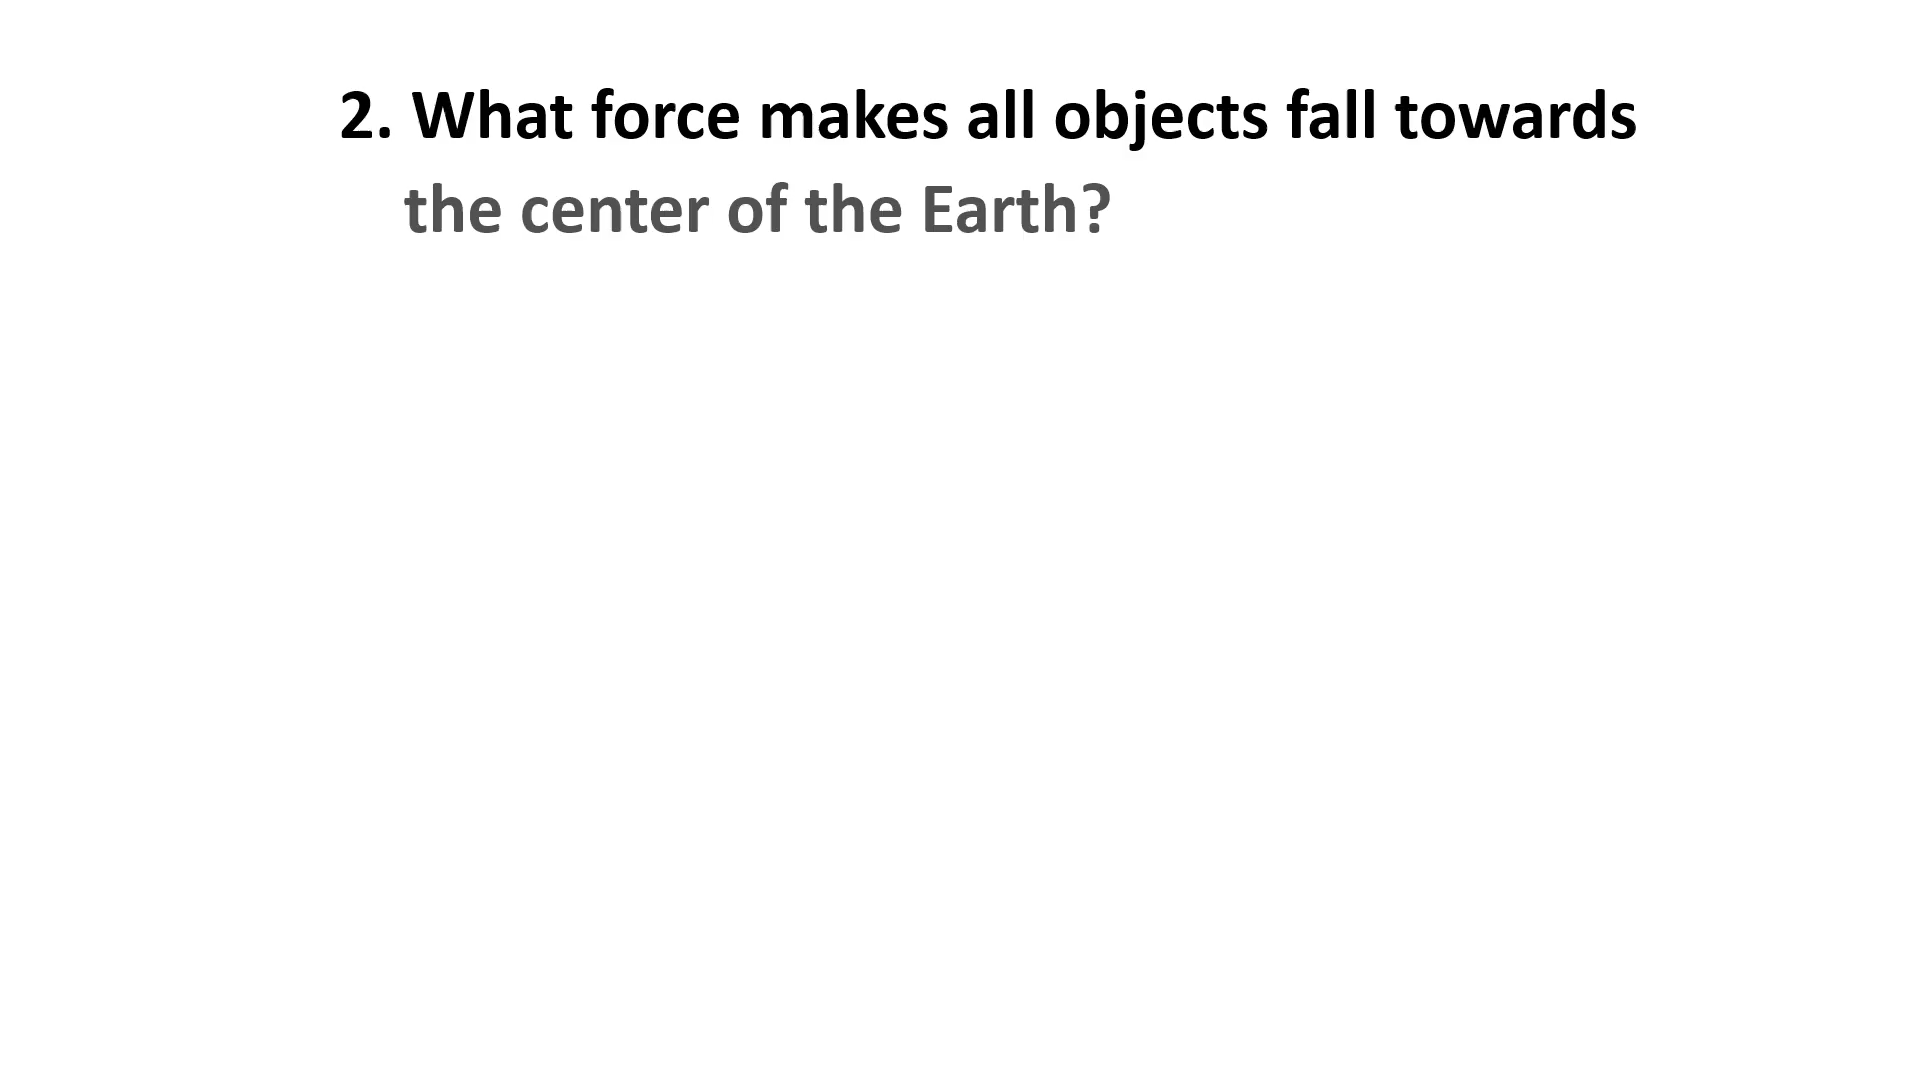 2. What force makes all objects fall towards
the center of the Earth?